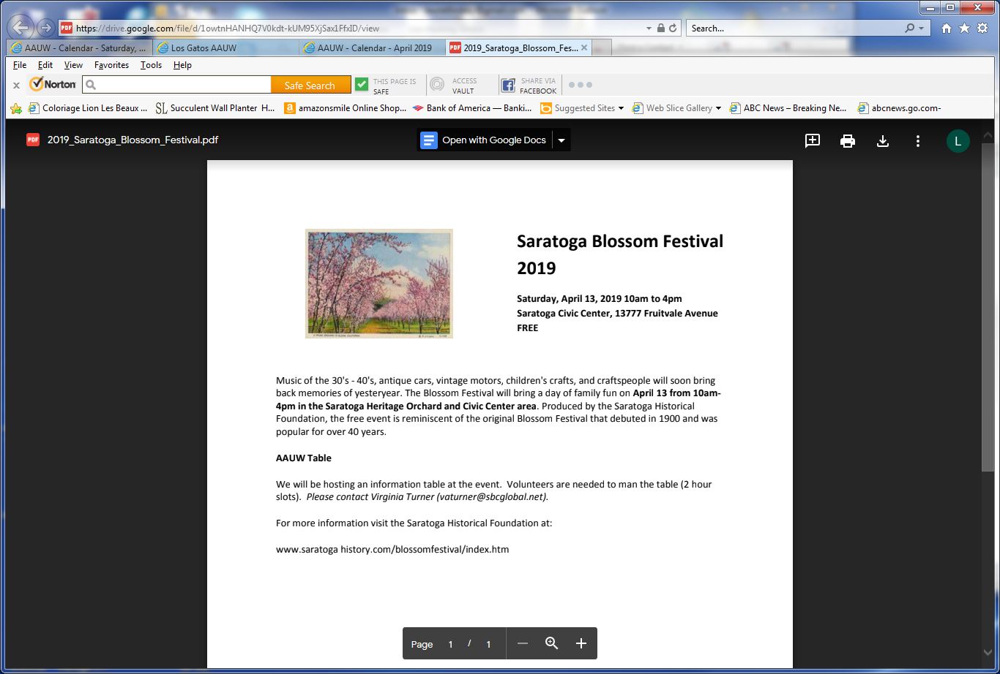 https://drive.google.com/file/d/1owtnHANHQ7V0kdt-kUM95XjSax1FfxID/view
Search...
AAUW - Calendar - Saturday, ...
Los Gatos AAUW
AAUW - Calendar - April 2019
2019_Saratoga_Blossom_Fes...
File Edit View Favorites Tools Help
Norton
Safe Search
THIS PAGE IS
SAFE
ACCESS
VAULT
SHARE VIA
FACEBOOK
Coloriage Lion Les Beaux ...
SL Succulent Wall Planter H...
amazonsmile Online Shop...
Bank of America — Banki...
Suggested Sites
Web Slice Gallery
ABC News – Breaking Ne...
abcnews.go.com-
PDF 2019_Saratoga_Blossom_Festival.pdf
Open with Google Docs
L
Saratoga Blossom Festival
2019
Saturday, April 13, 2019 10am to 4pm
Saratoga Civic Center, 13777 Fruitvale Avenue
FREE
Music of the 30's - 40's, antique cars, vintage motors, children's crafts, and craftspeople will soon bring
back memories of yesteryear. The Blossom Festival will bring a day of family fun on April 13 from 10am-
4pm in the Saratoga Heritage Orchard and Civic Center area. Produced by the Saratoga Historical
Foundation, the free event is reminiscent of the original Blossom Festival that debuted in 1900 and was
popular for over 40 years.
AAUW Table
We will be hosting an information table at the event.  Volunteers are needed to man the table (2 hour
slots).  Please contact Virginia Turner (vaturner@sbcglobal.net).
For more information visit the Saratoga Historical Foundation at:
www.saratoga history.com/blossomfestival/index.htm
Page 1 / 1